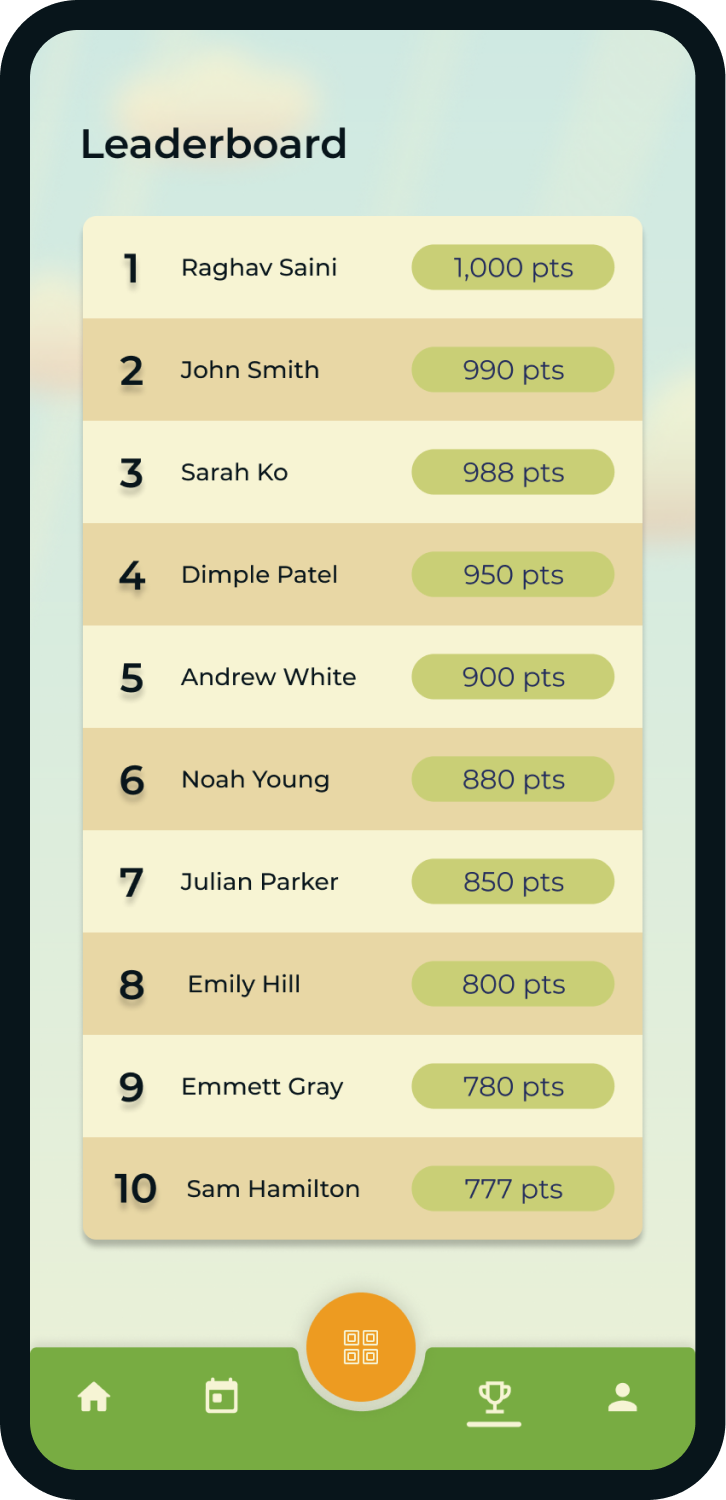 Leaderboard
1 Raghav Saini 1,000 pts
2 John Smith 990 pts
3 Sarah Ko 988 pts
4 Dimple Patel 950 pts
5 Andrew White 900 pts
6 Noah Young 880 pts
7 Julian Parker 850 pts
8 Emily Hill 800 pts
9 Emmett Gray 780 pts
10 Sam Hamilton 777 pts